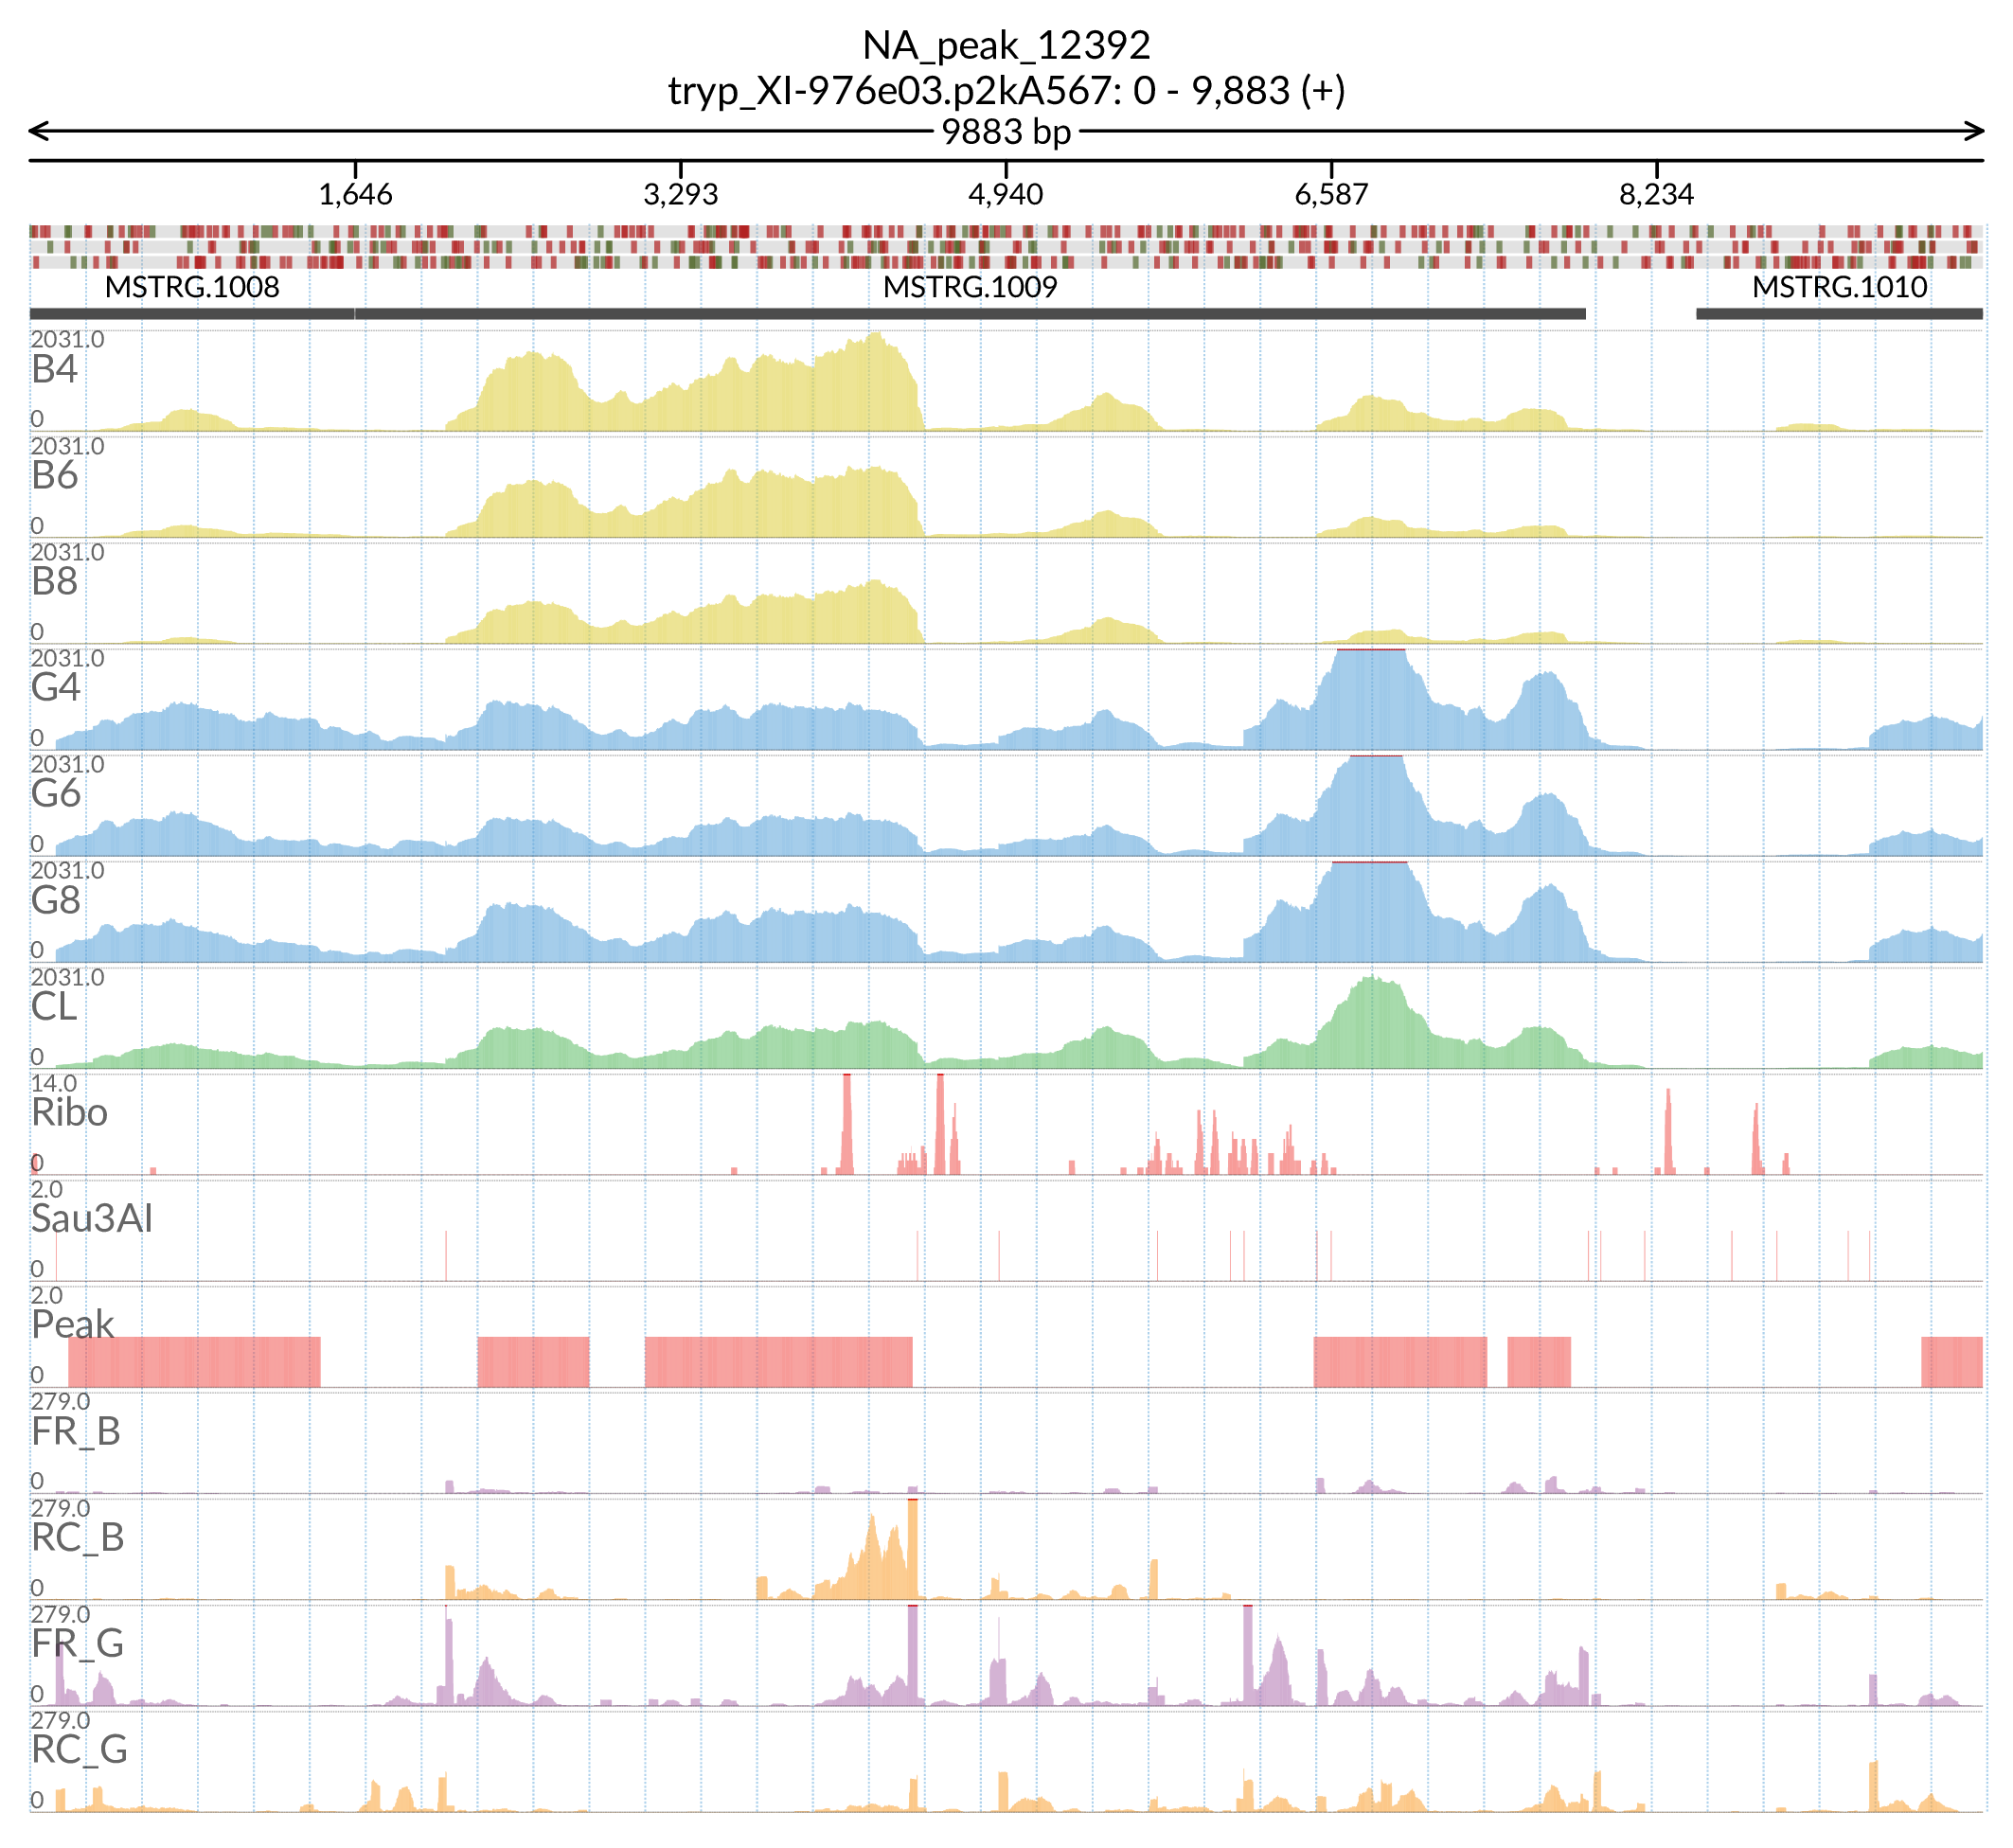 NA_peak_12392
tryp_XI-976e03.p2kA567: 0 - 9,883 (+)
9883 bp
1,646 3,293 4,940 6,587 8,234
MSTRG.1008 MSTRG.1009 MSTRG.1010
2031.0
B4
0
2031.0
B6
0
2031.0
B8
0
2031.0
G4
0
2031.0
G6
0
2031.0
G8
0
2031.0
CL
0
14.0
Ribo
0
2.0
Sau3AI
0
2.0
Peak
0
279.0
FR_B
0
279.0
RC_B
0
279.0
FR_G
0
279.0
RC_G
0